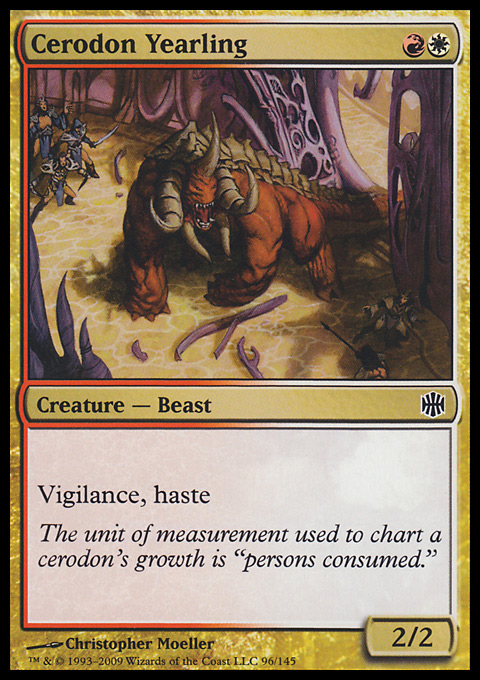 Cerodon Yearling
Creature — Beast
Vigilance, haste
The unit of measurement used to chart a
cerodon's growth is “persons consumed.”
Christopher Moeller
2/2
™ & © 1993–2009 Wizards of the Coast LLC 96/145